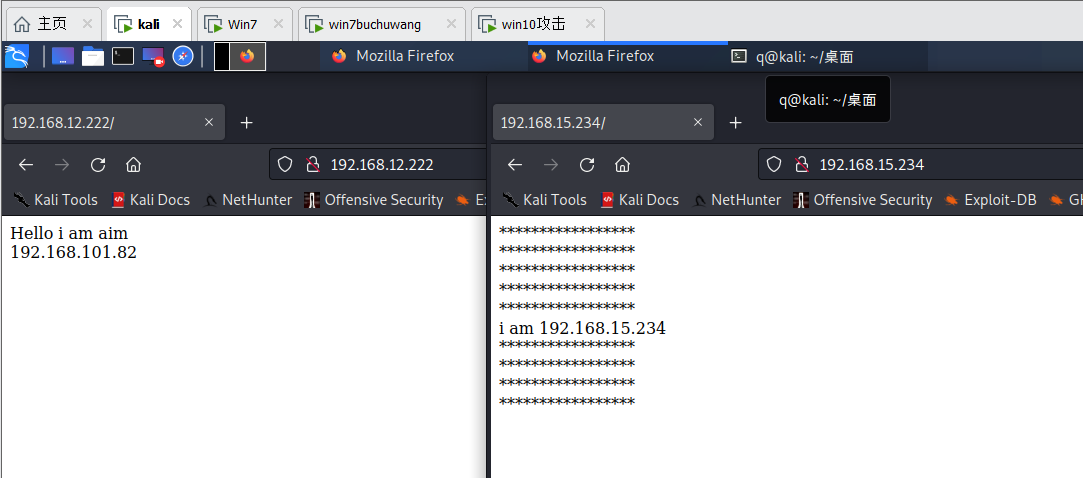 主页
kali
Win7
win7buchuwang
win10攻击
Mozilla Firefox
Mozilla Firefox
q@kali: ~/桌面
q@kali: ~/桌面
192.168.12.222/
192.168.15.234/
192.168.12.222
192.168.15.234
Kali Tools
Kali Docs
NetHunter
Offensive Security
E
Kali Tools
Kali Docs
NetHunter
Offensive Security
Exploit-DB
GH
Hello i am aim
192.168.101.82
*****************
*****************
*****************
*****************
*****************
i am 192.168.15.234
*****************
*****************
*****************
*****************